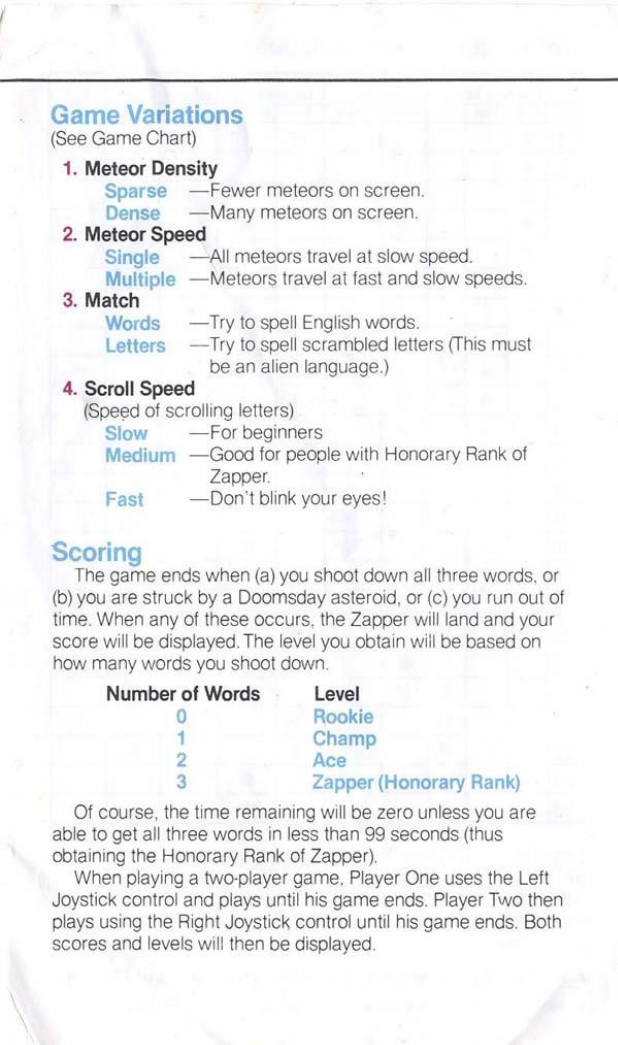 Game Variations
(See Game Chart)
1. Meteor Density
Sparse —Fewer meteors on screen.
Dense —Many meteors on screen.
2. Meteor Speed
Single —All meteors travel at slow speed.
Multiple —Meteors travel at fast and slow speeds.
3. Match
Words —Try to spell English words.
Letters —Try to spell scrambled letters (This must
be an alien language.)
4. Scroll Speed
(Speed of scrolling letters)
Slow —For beginners
Medium —Good for people with Honorary Rank of
Zapper.
Fast —Don't blink your eyes!
Scoring
The game ends when (a) you shoot down all three words, or
(b) you are struck by a Doomsday asteroid, or (c) you run out of
time. When any of these occurs, the Zapper will land and your
score will be displayed. The level you obtain will be based on
how many words you shoot down.
Number of Words Level
0 Rookie
1 Champ
2 Ace
3 Zapper (Honorary Rank)
Of course, the time remaining will be zero unless you are
able to get all three words in less than 99 seconds (thus
obtaining the Honorary Rank of Zapper).
When playing a two-player game, Player One uses the Left
Joystick control and plays until his game ends. Player Two then
plays using the Right Joystick control until his game ends. Both
scores and levels will then be displayed.